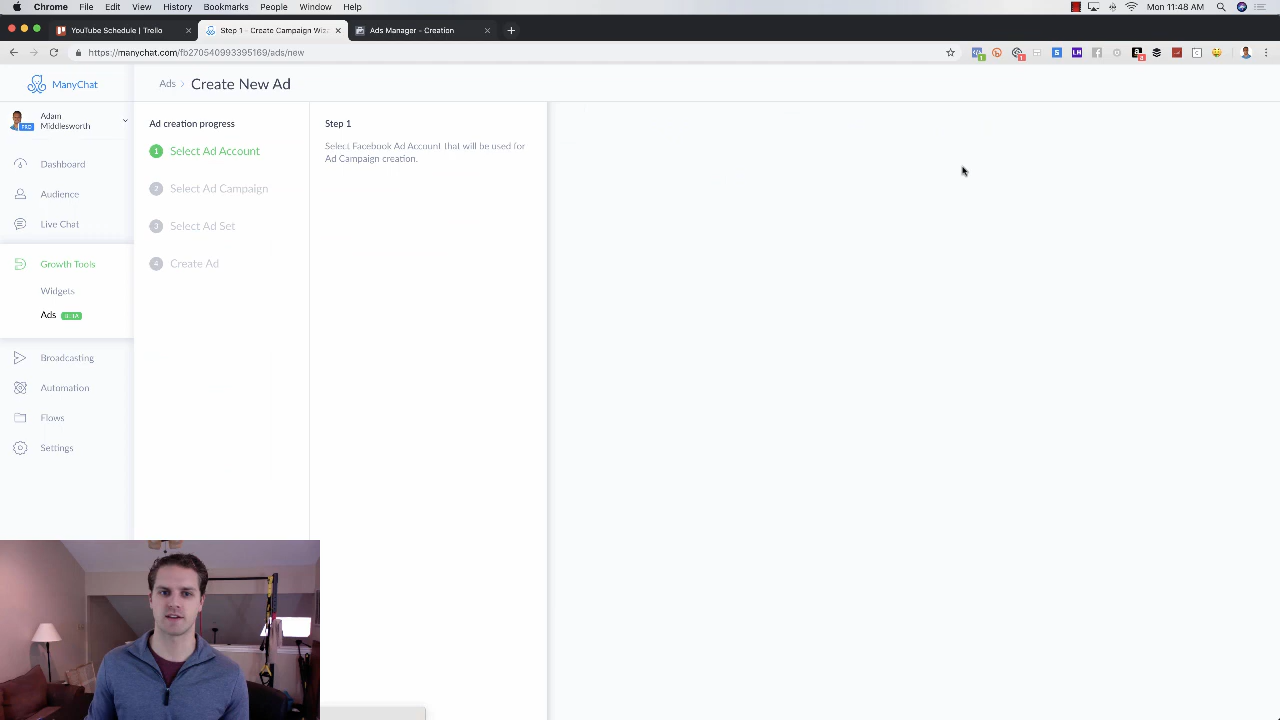 Chrome File Edit View History Bookmarks People Window Help
Mon 11:48 AM
YouTube Schedule | Trello
Step 1 - Create Campaign Wiza
Ads Manager - Creation
https://manychat.com/fb270540993395169/ads/new
ManyChat
Ads > Create New Ad
Adam
Middlesworth
PRO
Dashboard
Audience
Live Chat
Growth Tools
Widgets
Ads BETA
Broadcasting
Automation
Flows
Settings
Ad creation progress
1 Select Ad Account
2 Select Ad Campaign
3 Select Ad Set
4 Create Ad
Step 1
Select Facebook Ad Account that will be used for
Ad Campaign creation.